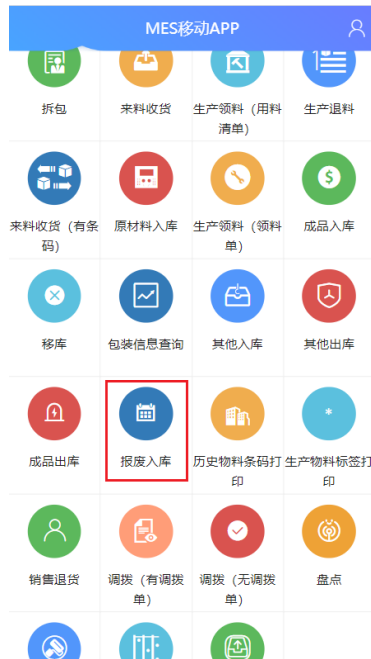 MES移动APP
拆包
来料收货
生产领料（用料
清单）
生产退料
来料收货（有条
码）
原材料入库
生产领料（领料
单）
成品入库
移库
包装信息查询
其他入库
其他出库
成品出库
报废入库
历史物料条码打
印
生产物料标签打
印
销售退货
调拨（有调拨
单）
调拨（无调拨
单）
盘点